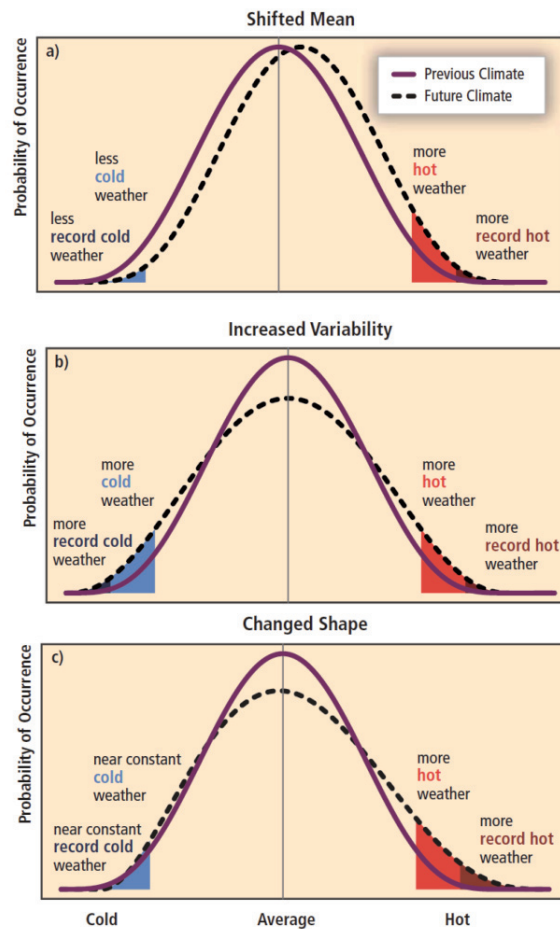 Shifted Mean
a)
Probability of Occurrence
Previous Climate
Future Climate
less
cold
weather
less
record cold
weather
more
hot
weather
more
record hot
weather
Increased Variability
b)
Probability of Occurrence
more
cold
weather
more
record cold
weather
more
hot
weather
more
record hot
weather
Changed Shape
c)
Probability of Occurrence
near constant
cold
weather
near constant
record cold
weather
more
hot
weather
more
record hot
weather
Cold
Average
Hot